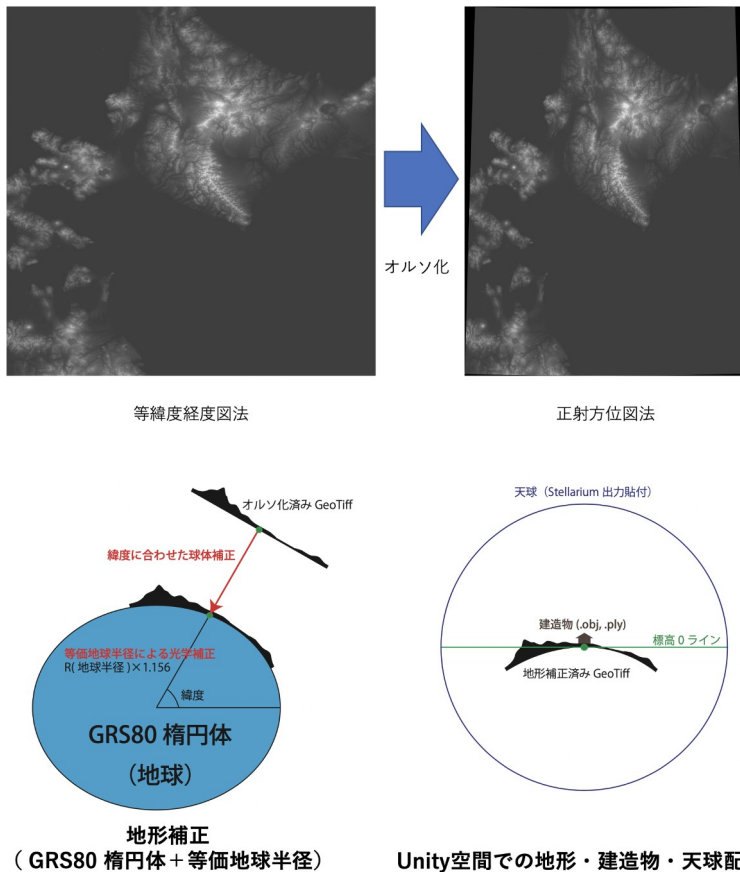 オルソ化
等緯度経度図法
正射方位図法
オルソ化済み GeoTiff
緯度に合わせた球体補正
等価地球半径による光学補正
R( 地球半径 )×1.156
緯度
GRS80 楕円体
(地球)
地形補正
( GRS80 楕円体＋等価地球半径)
天球（Stellarium 出力貼付）
建造物 (.obj, .ply)
標高 0 ライン
地形補正済み GeoTiff
Unity空間での地形・建造物・天球配